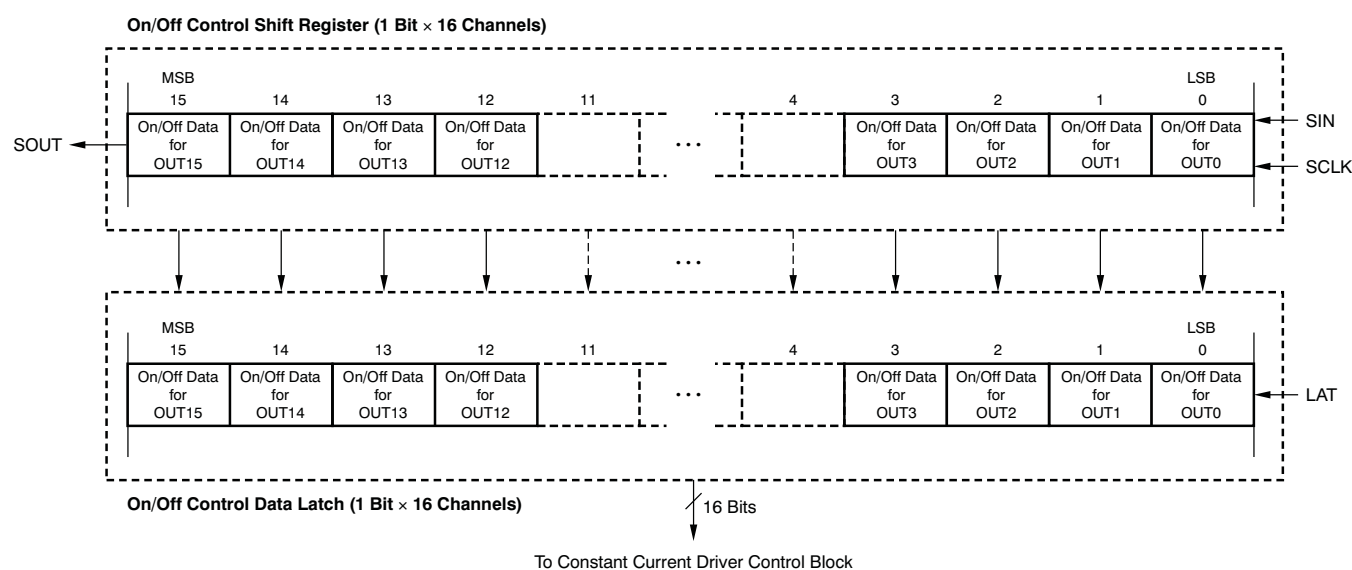 On/Off Control Shift Register (1 Bit × 16 Channels)
MSB LSB
15 14 13 12 11 4 3 2 1 0
SOUT
On/Off Data for OUT15
On/Off Data for OUT14
On/Off Data for OUT13
On/Off Data for OUT12
...
On/Off Data for OUT3
On/Off Data for OUT2
On/Off Data for OUT1
On/Off Data for OUT0
SIN
SCLK
...
MSB LSB
15 14 13 12 11 4 3 2 1 0
On/Off Data for OUT15
On/Off Data for OUT14
On/Off Data for OUT13
On/Off Data for OUT12
...
On/Off Data for OUT3
On/Off Data for OUT2
On/Off Data for OUT1
On/Off Data for OUT0
LAT
On/Off Control Data Latch (1 Bit × 16 Channels)
16 Bits
To Constant Current Driver Control Block